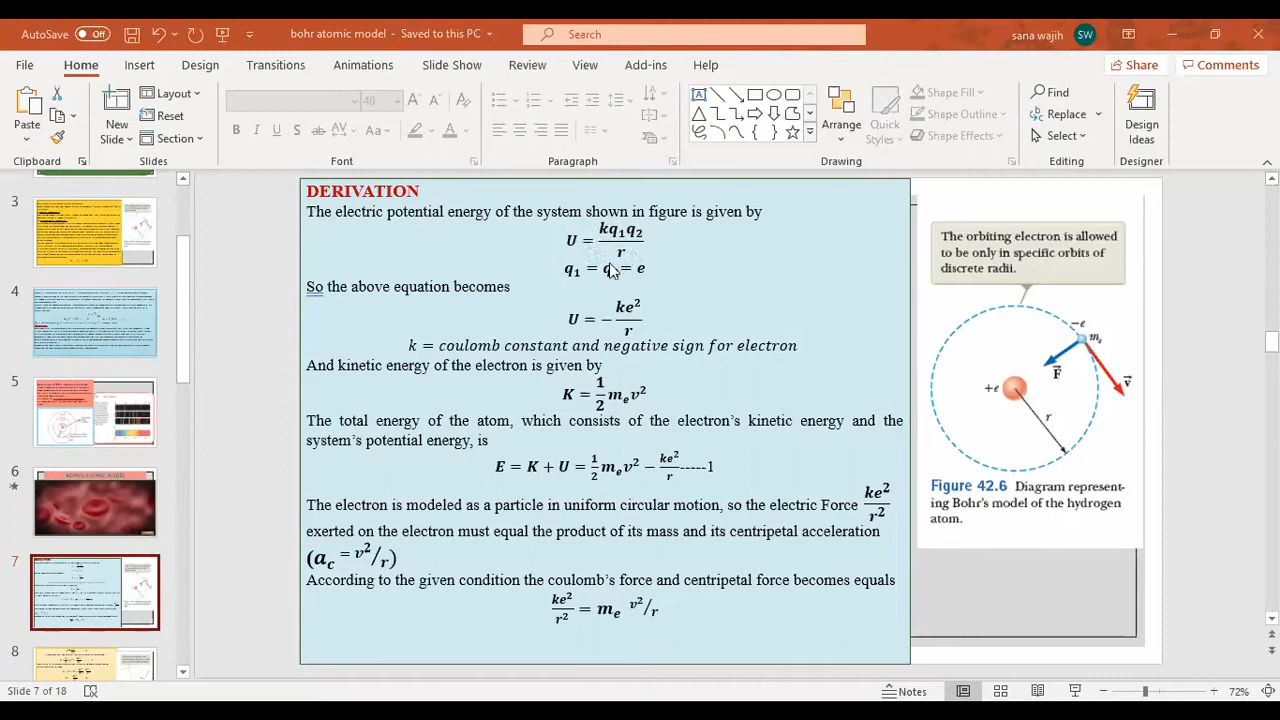 AutoSave Off bohr atomic model - Saved to this PC Search sana wajih SW
File Home Insert Design Transitions Animations Slide Show Review View Add-ins Help Share Comments
Paste New Slides Layout Reset Section 40 Arrange Quick Styles Shape Fill Shape Outline Shape Effects Find Replace Select Design Ideas
B I U S ab AV Aa A
Clipboard Slides Font Paragraph Drawing Editing Designer
3
4
5
6
7
8
DERIVATION
The electric potential energy of the system shown in figure is given
U = kq₁q₂/r
q₁ = q = e
So the above equation becomes
U = − ke²/r
k = coulomb constant and negative sign for electron
And kinetic energy of the electron is given by
K = 1/2 mₑv²
The total energy of the atom, which consists of the electron's kinetic energy and the
system's potential energy, is
E = K + U = 1/2 mₑv² − ke²/r -----1
The electron is modeled as a particle in uniform circular motion, so the electric Force ke²/r²
exerted on the electron must equal the product of its mass and its centripetal acceleration
(a_c = v²/r)
According to the given condition the coulomb's force and centripetal force becomes equals
ke²/r² = mₑ v²/r
The orbiting electron is allowed
to be only in specific orbits of
discrete radii.
−e
mₑ
F
v
+e
r
Figure 42.6 Diagram represent-
ing Bohr's model of the hydrogen
atom.
Slide 7 of 18 Notes 72%